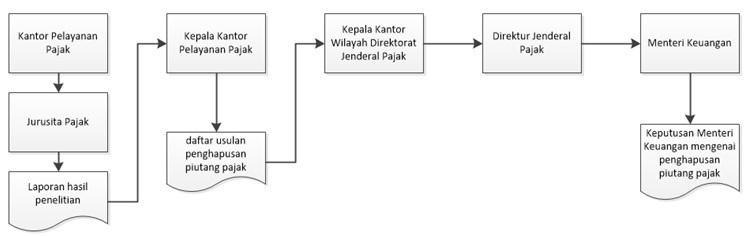 Kantor Pelayanan
Pajak
Jurusita Pajak
Laporan hasil
penelitian
Kepala Kantor
Pelayanan Pajak
daftar usulan
penghapusan
piutang pajak
Kepala Kantor
Wilayah Direktorat
Jenderal Pajak
Direktur Jenderal
Pajak
Menteri Keuangan
Keputusan Menteri
Keuangan mengenai
penghapusan
piutang pajak